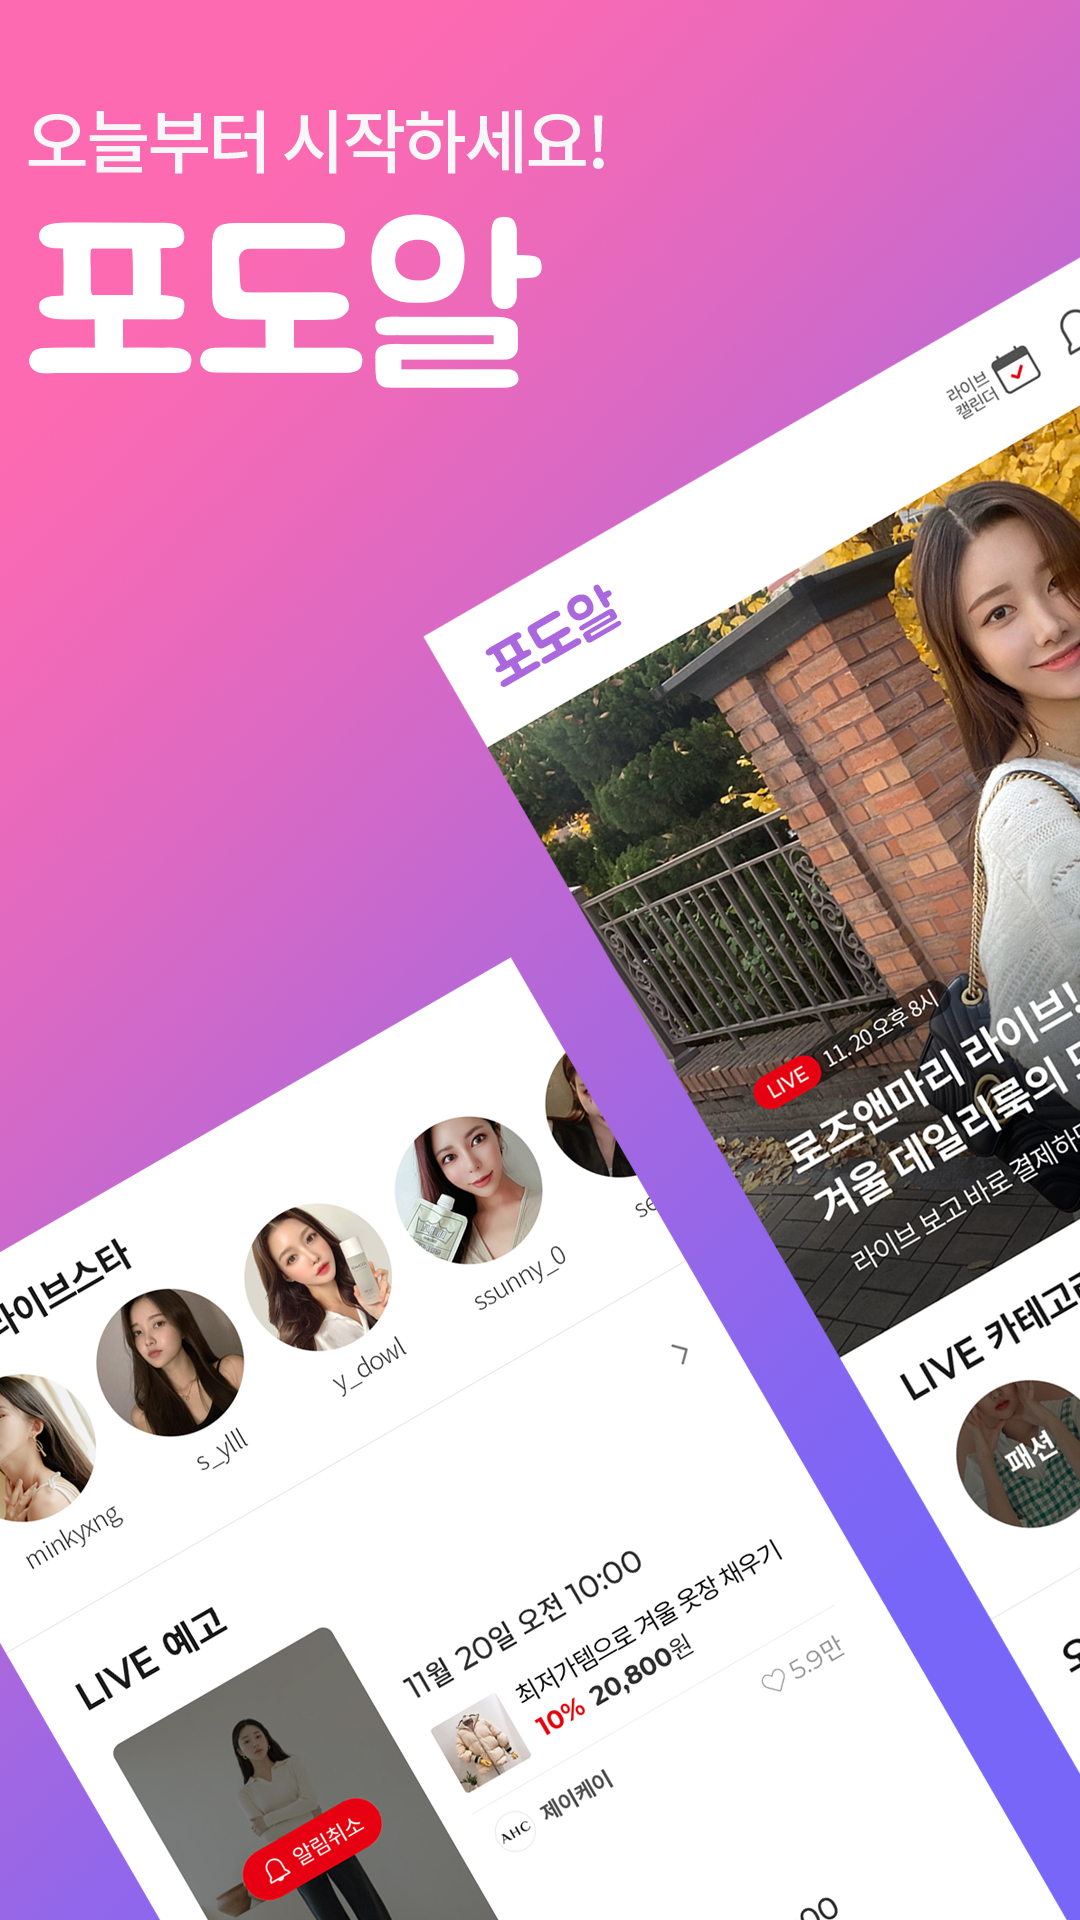 오늘부터 시작하세요!
포도알
라이브
캘린더
포도알
LIVE 11. 20 오후 8시
로즈앤마리 라이브!
겨울 데일리룩의
라이브 보고 바로 결제하
LIVE 카테고리
패션
라이브스타
minkyxng
s_ylll
y_dowl
ssunny_0
se
LIVE 예고
알림취소
11월 20일 오전 10:00
최저가템으로 겨울 옷장 채우기
10% 20,800원
5.9만
AHC 제이케이
00